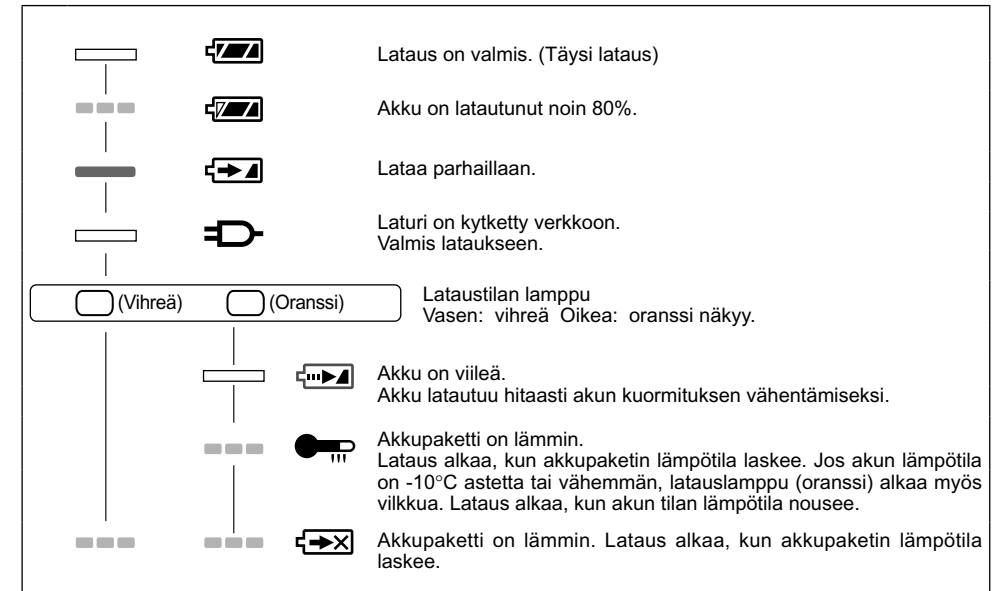 Lataus on valmis. (Täysi lataus)
Akku on latautunut noin 80%.
Lataa parhaillaan.
Laturi on kytketty verkkoon.
Valmis lataukseen.
(Vihreä) (Oranssi)
Lataustilan lamppu
Vasen: vihreä Oikea: oranssi näkyy.
Akku on viileä.
Akku latautuu hitaasti akun kuormituksen vähentämiseksi.
Akkupaketti on lämmin.
Lataus alkaa, kun akkupaketin lämpötila laskee. Jos akun lämpötila
on -10°C astetta tai vähemmän, latauslamppu (oranssi) alkaa myös
vilkkua. Lataus alkaa, kun akun tilan lämpötila nousee.
Akkupaketti on lämmin. Lataus alkaa, kun akkupaketin lämpötila
laskee.